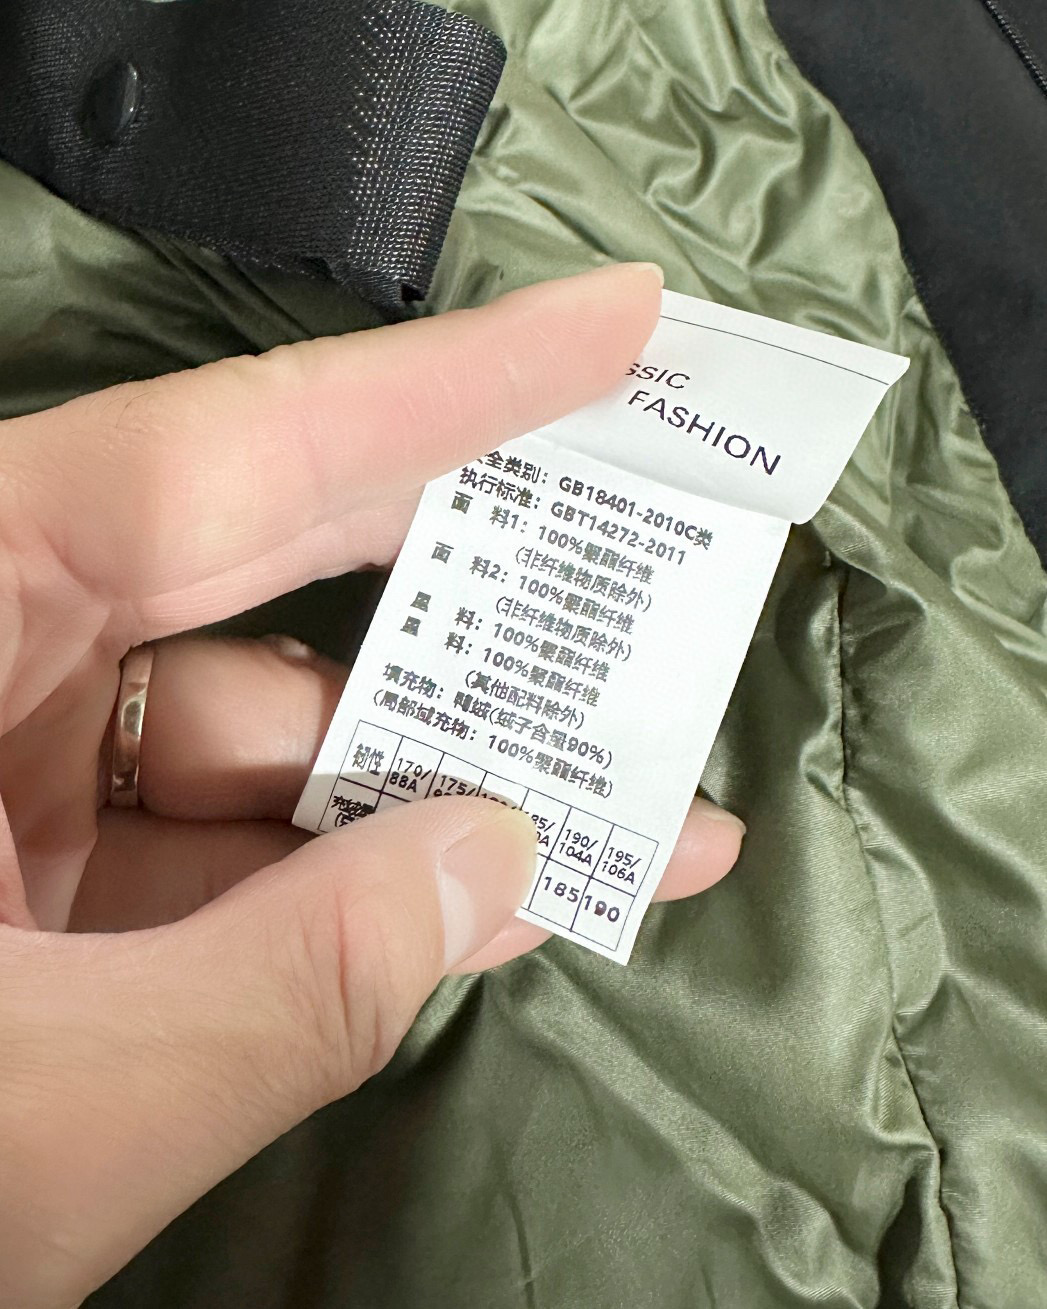 SSIC
FASHION
全类别：GB18401-2010C类
执行标准：GBT14272-2011
面 料1：100%聚酯纤维
(非纤维物质除外)
面 料2：100%聚酯纤维
(非纤维物质除外)
里 料：100%聚酯纤维
里 料：100%聚酯纤维
(其他配料除外)
填充物：鸭绒(绒子含量90%)
(局部填充物：100%聚酯纤维)
170/88A 175/ 85/ 190/104A 195/106A
185 190